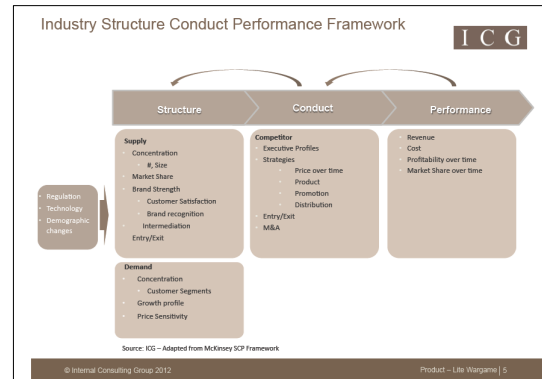 Industry Structure Conduct Performance Framework
I C G
Structure
Conduct
Performance
Regulation
Technology
Demographic
changes
Supply
Concentration
#, Size
Market Share
Brand Strength
Customer Satisfaction
Brand recognition
Intermediation
Entry/Exit
Demand
Concentration
Customer Segments
Growth profile
Price Sensitivity
Competitor
Executive Profiles
Strategies
Price over time
Product
Promotion
Distribution
Entry/Exit
M&A
Revenue
Cost
Profitability over time
Market Share over time
Source: ICG – Adapted from McKinsey SCP Framework
© Internal Consulting Group 2012
Product – Lite Wargame | 5